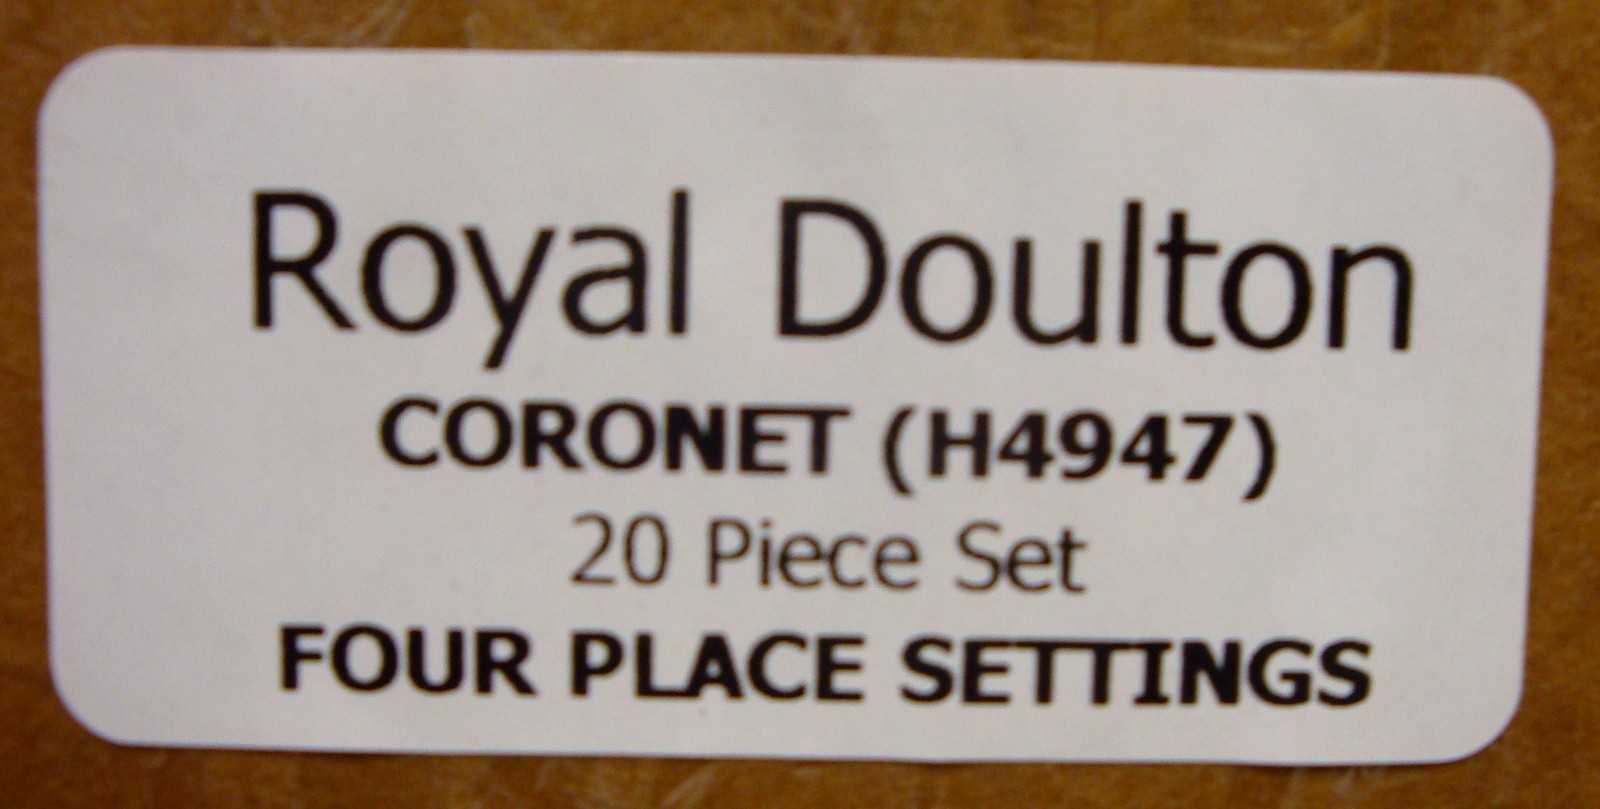 Royal Doulton
CORONET (H4947)
20 Piece Set
FOUR PLACE SETTINGS